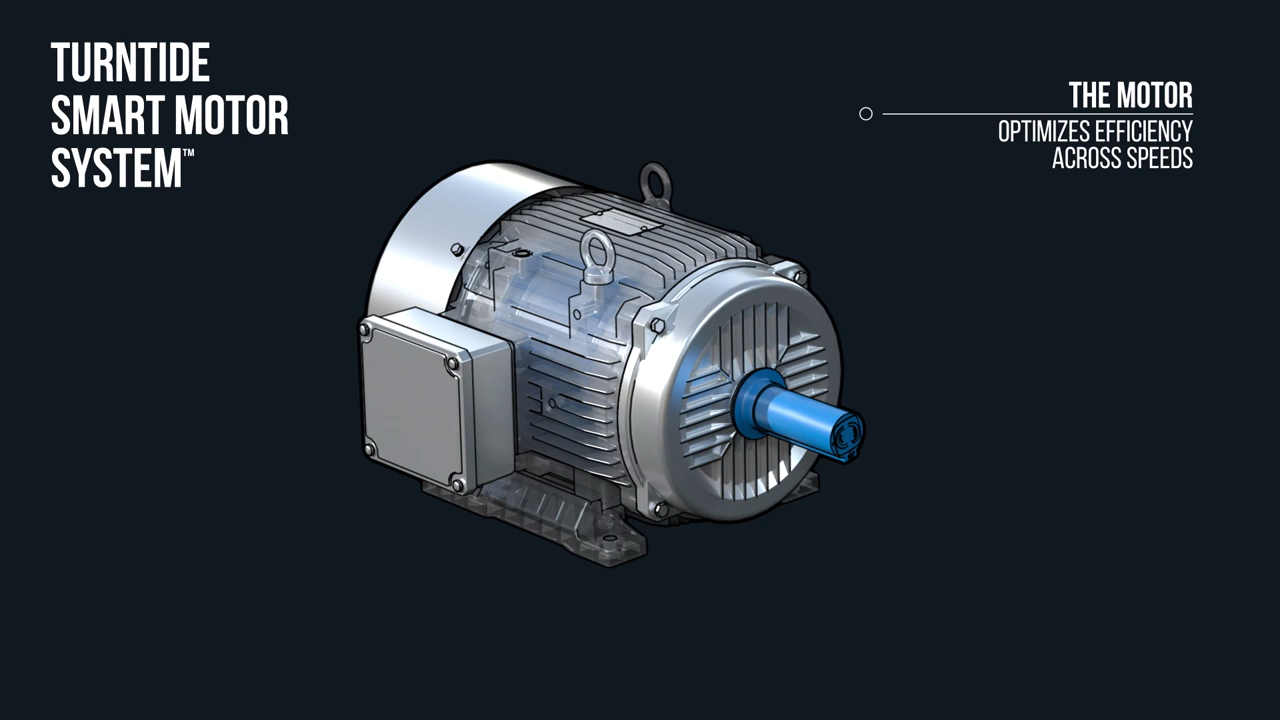 TURNTIDE
SMART MOTOR
SYSTEM™
THE MOTOR
OPTIMIZES EFFICIENCY
ACROSS SPEEDS